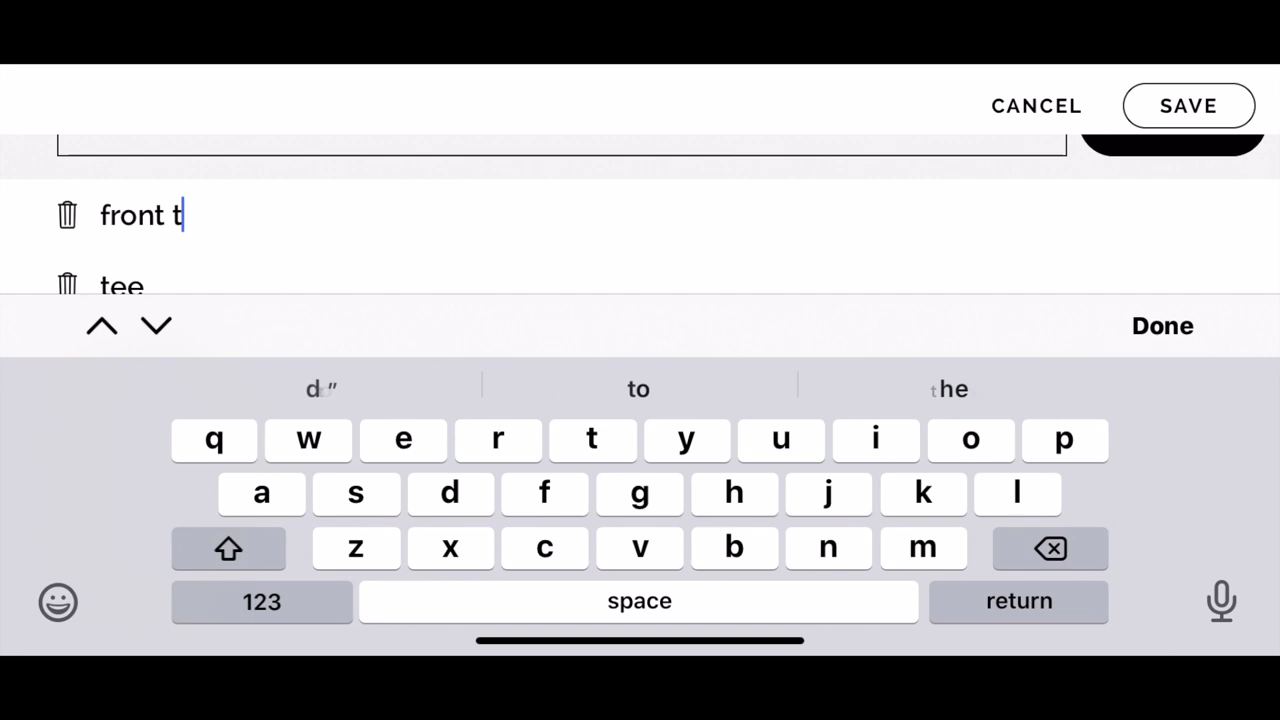 CANCEL SAVE
front t
tee
Done
to the
q w e r t y u i o p
a s d f g h j k l
z x c v b n m
123 space return